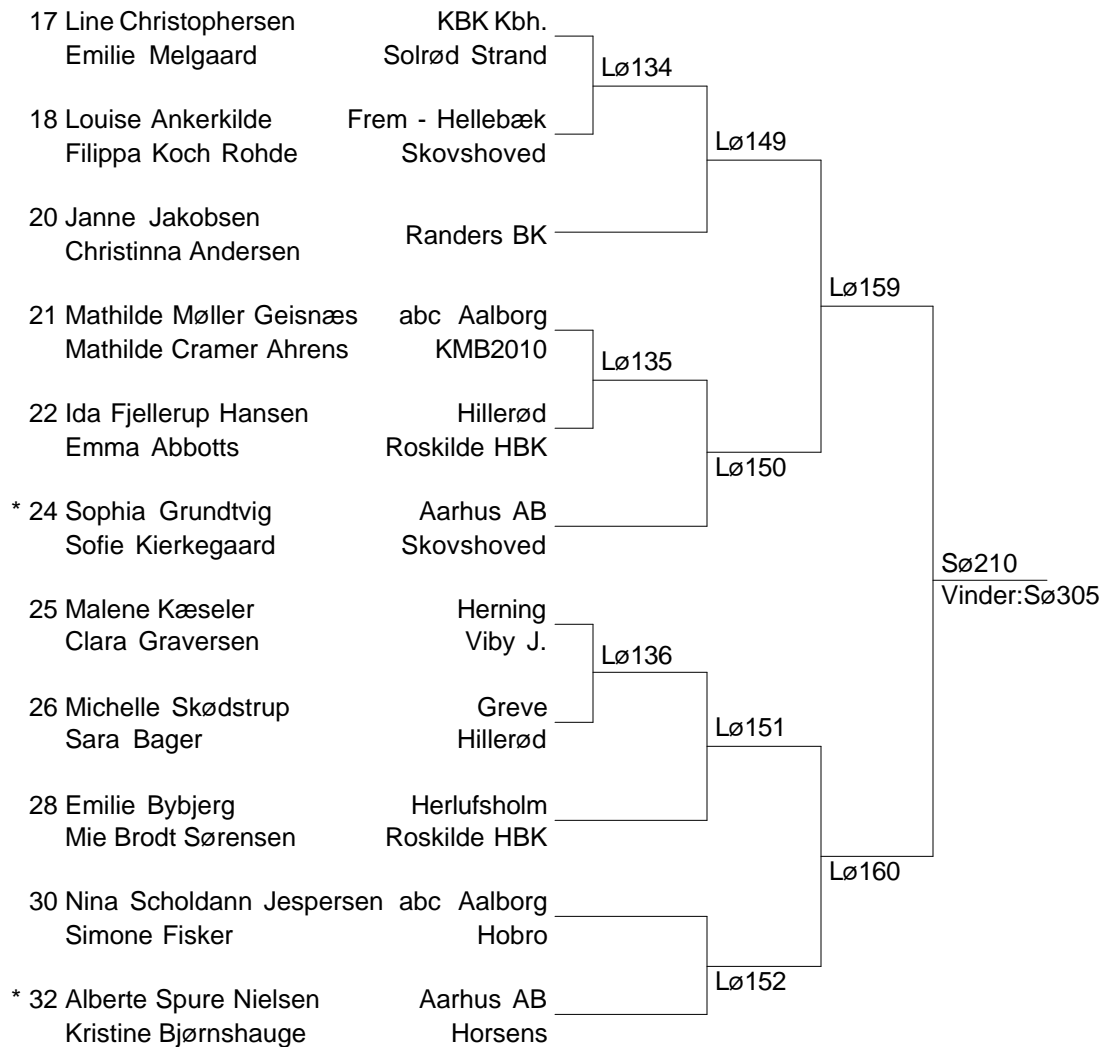 17 Line Christophersen KBK Kbh.
Emilie Melgaard Solrød Strand
Lø134
18 Louise Ankerkilde Frem - Hellebæk
Filippa Koch Rohde Skovshoved
Lø149
20 Janne Jakobsen
Christinna Andersen
Randers BK
Lø159
21 Mathilde Møller Geisnæs abc Aalborg
Mathilde Cramer Ahrens KMB2010
Lø135
22 Ida Fjellerup Hansen Hillerød
Emma Abbotts Roskilde HBK
Lø150
* 24 Sophia Grundtvig Aarhus AB
Sofie Kierkegaard Skovshoved
Sø210
Vinder:Sø305
25 Malene Kæseler Herning
Clara Graversen Viby J.
Lø136
26 Michelle Skødstrup Greve
Sara Bager Hillerød
Lø151
28 Emilie Bybjerg Herlufsholm
Mie Brodt Sørensen Roskilde HBK
Lø160
30 Nina Scholdann Jespersen abc Aalborg
Simone Fisker Hobro
Lø152
* 32 Alberte Spure Nielsen Aarhus AB
Kristine Bjørnshauge Horsens